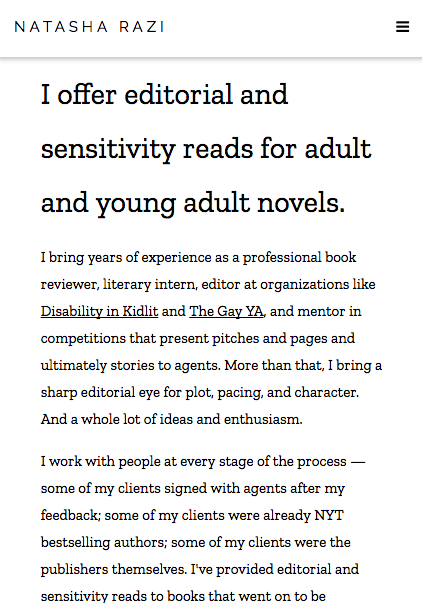 NATASHA RAZI
I offer editorial and
sensitivity reads for adult
and young adult novels.
I bring years of experience as a professional book
reviewer, literary intern, editor at organizations like
Disability in Kidlit and The Gay YA, and mentor in
competitions that present pitches and pages and
ultimately stories to agents. More than that, I bring a
sharp editorial eye for plot, pacing, and character.
And a whole lot of ideas and enthusiasm.
I work with people at every stage of the process —
some of my clients signed with agents after my
feedback; some of my clients were already NYT
bestselling authors; some of my clients were the
publishers themselves. I've provided editorial and
sensitivity reads to books that went on to be